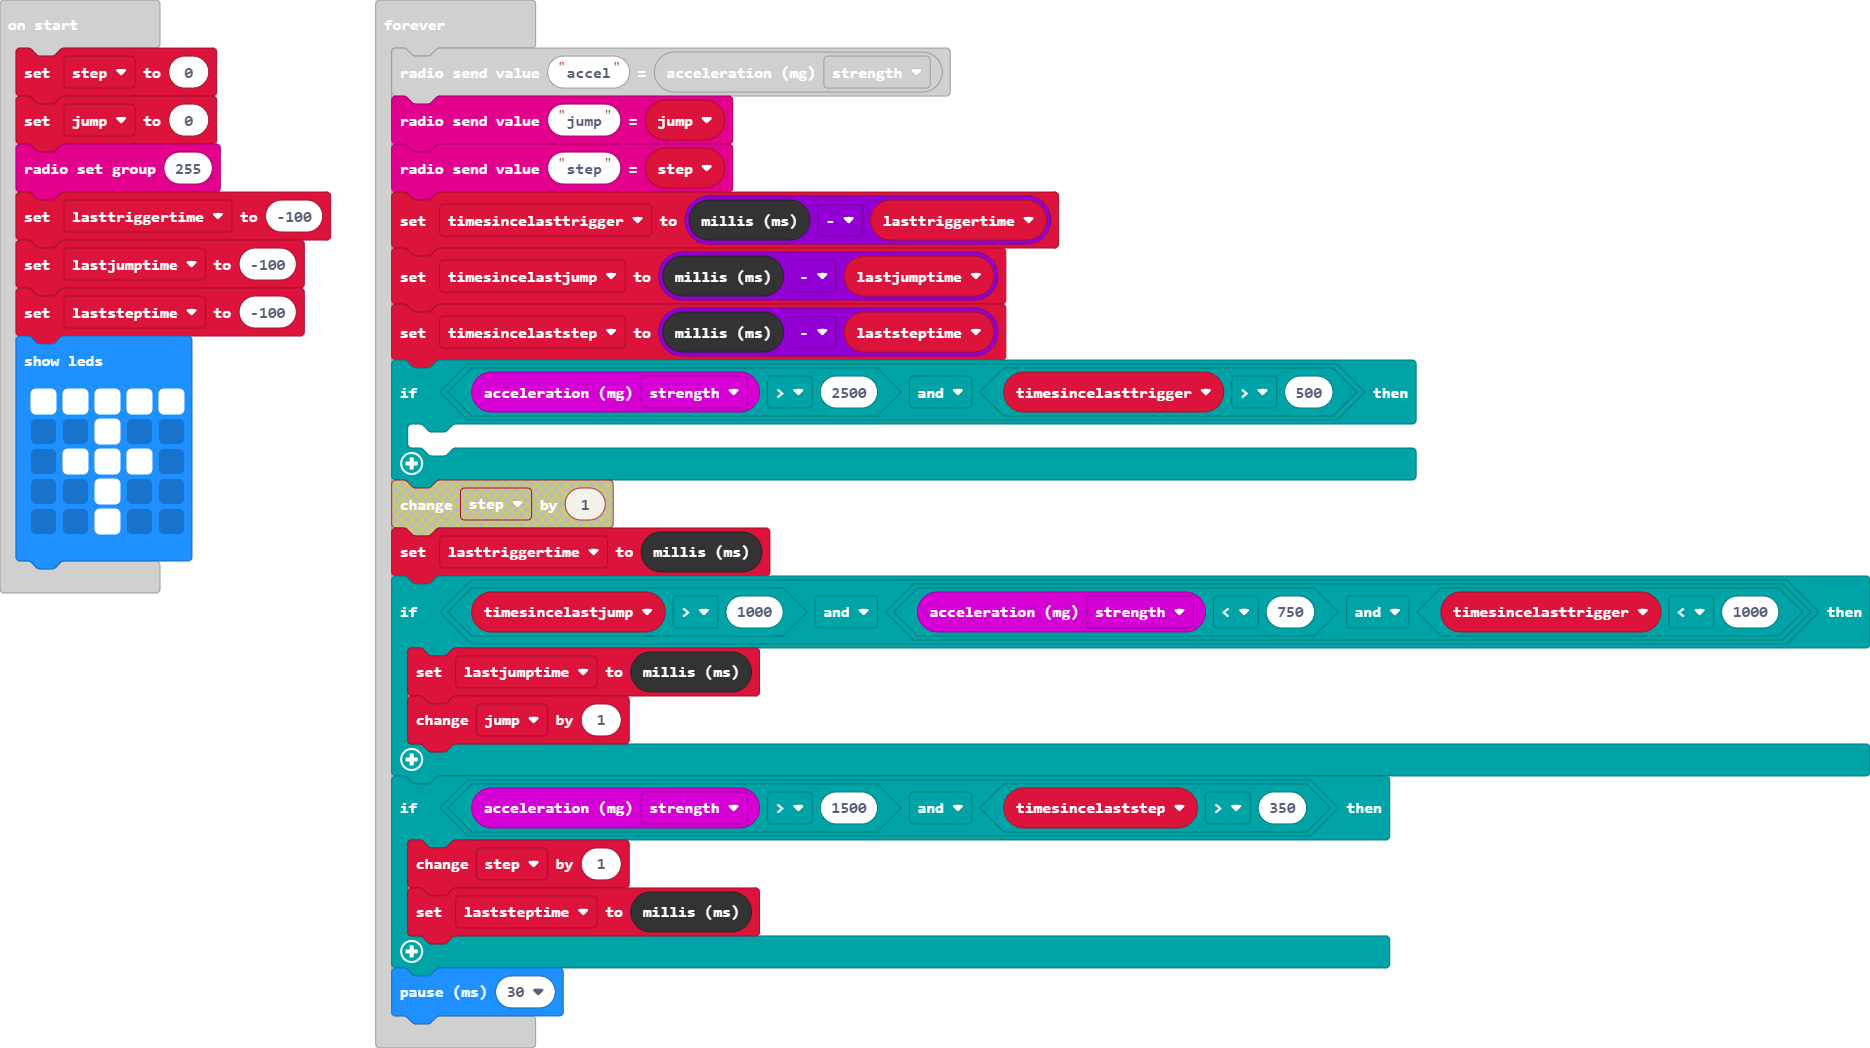 on start
set step to 0
set jump to 0
radio set group 255
set lasttriggertime to -100
set lastjumptime to -100
set laststeptime to -100
show leds
forever
radio send value "accel" = acceleration (mg) strength
radio send value "jump" = jump
radio send value "step" = step
set timesincelasttrigger to millis (ms) - lasttriggertime
set timesincelastjump to millis (ms) - lastjumptime
set timesincelaststep to millis (ms) - laststeptime
if acceleration (mg) strength > 2500 and timesincelasttrigger > 500 then
change step by 1
set lasttriggertime to millis (ms)
if timesincelastjump > 1000 and acceleration (mg) strength < 750 and timesincelasttrigger < 1000 then
set lastjumptime to millis (ms)
change jump by 1
if acceleration (mg) strength > 1500 and timesincelaststep > 350 then
change step by 1
set laststeptime to millis (ms)
pause (ms) 30